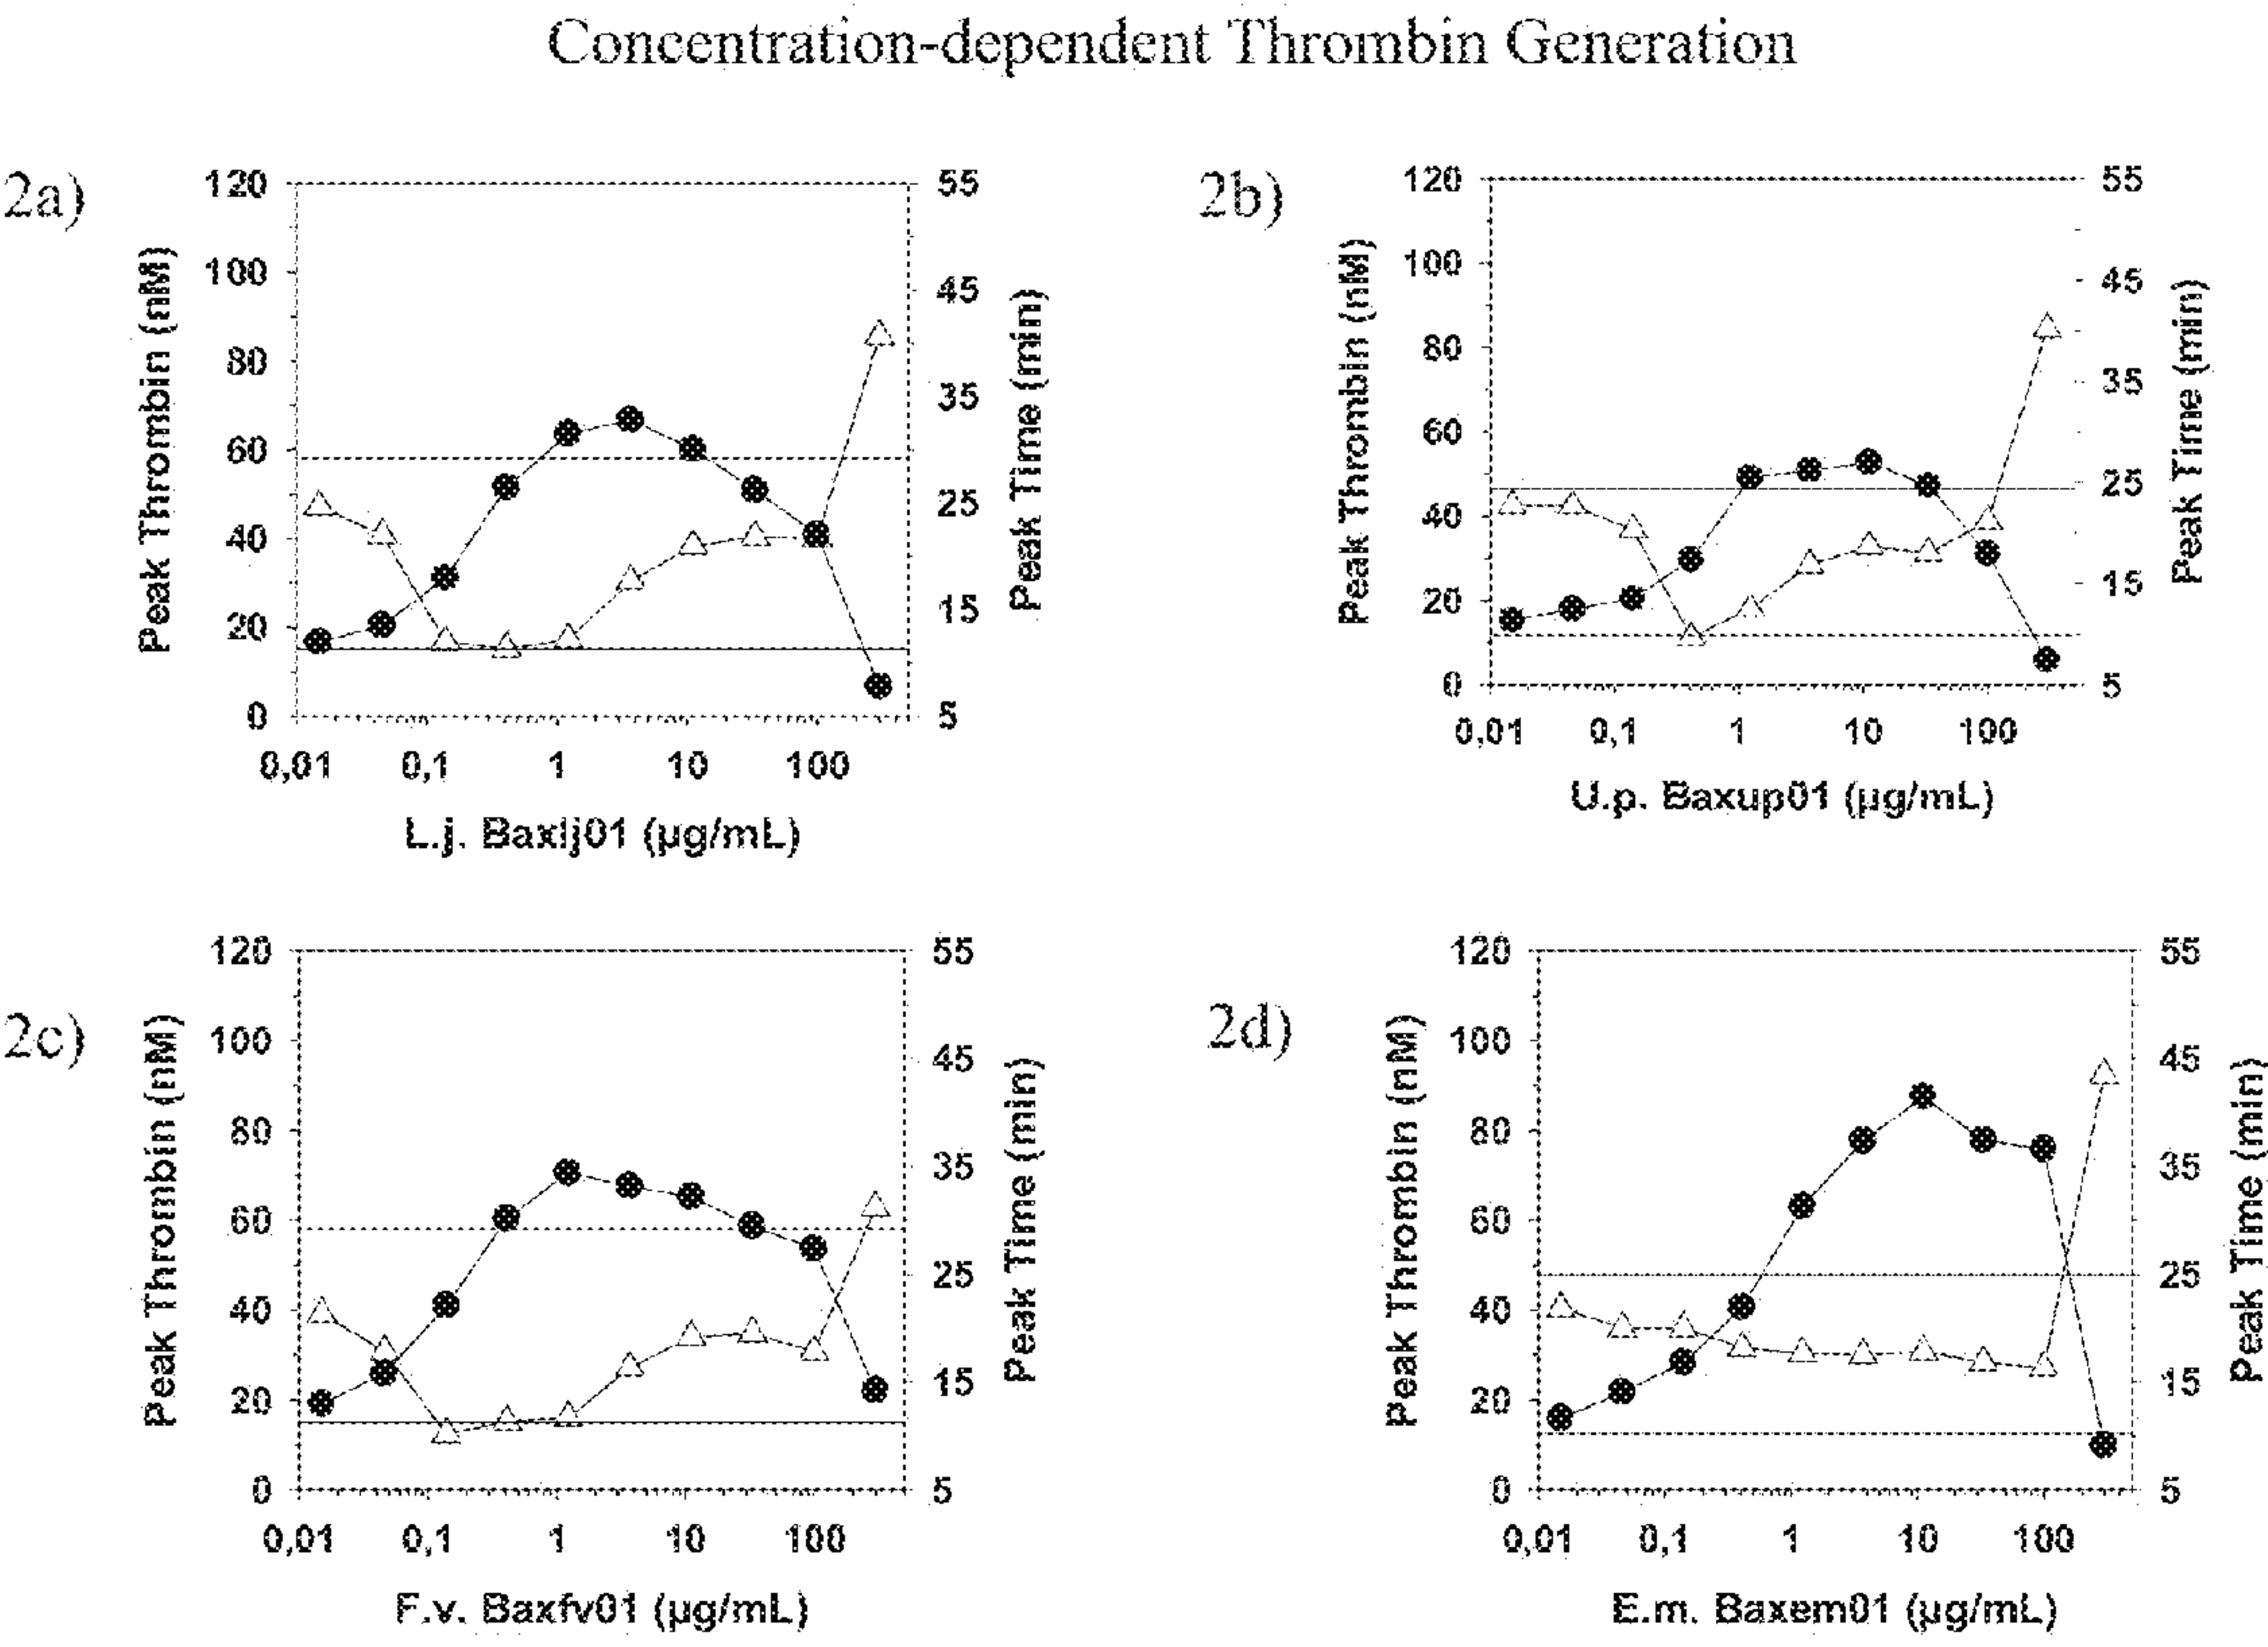 Concentration-dependent Thrombin Generation
2a)
Peak Thrombin (nM)
120
100
80
60
40
20
0
55
45
35
25
15
5
Peak Time (min)
0,01 0,1 1 10 100
L.j. Baxlj01 (µg/mL)
2b)
Peak Thrombin (nM)
120
100
80
60
40
20
0
55
45
35
25
15
5
Peak Time (min)
0,01 0,1 1 10 100
U.p. Baxup01 (µg/mL)
2c)
Peak Thrombin (nM)
120
100
80
60
40
20
0
55
45
35
25
15
5
Peak Time (min)
0,01 0,1 1 10 100
F.v. Baxfv01 (µg/mL)
2d)
Peak Thrombin (nM)
120
100
80
60
40
20
0
55
45
35
25
15
5
Peak Time (min)
0,01 0,1 1 10 100
E.m. Baxem01 (µg/mL)